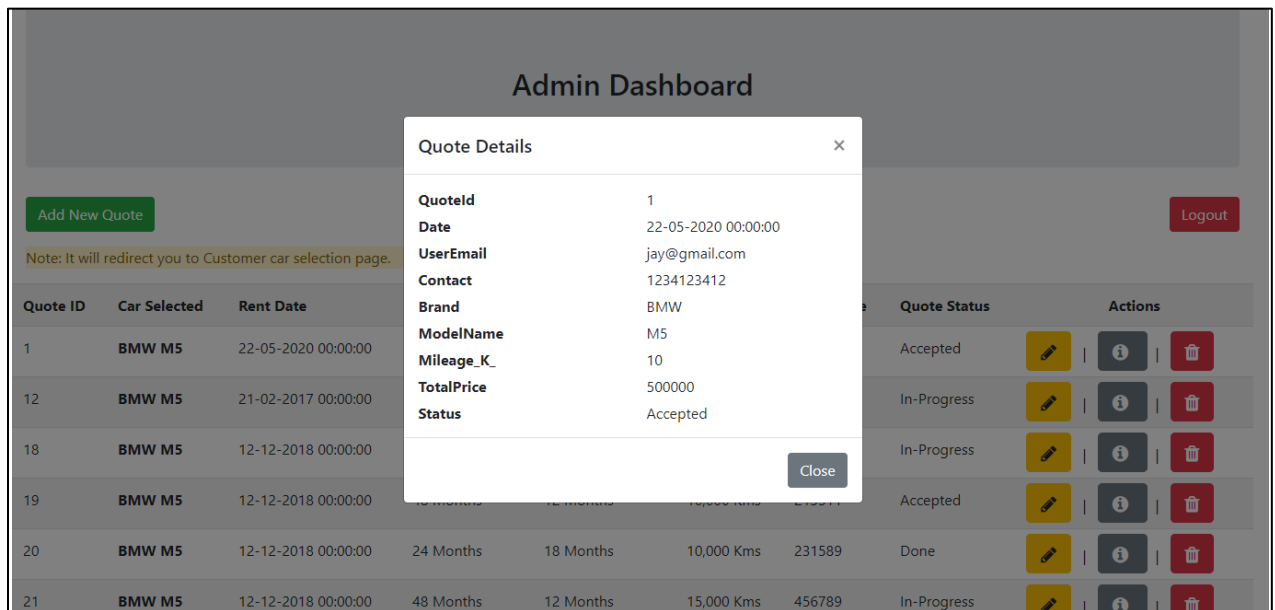 Admin Dashboard
Quote Details ×
QuoteId 1
Date 22-05-2020 00:00:00
UserEmail jay@gmail.com
Contact 1234123412
Brand BMW
ModelName M5
Mileage_K_ 10
TotalPrice 500000
Status Accepted
Close
Add New Quote Logout
Note: It will redirect you to Customer car selection page.
Quote ID Car Selected Rent Date Quote Status Actions
1 BMW M5 22-05-2020 00:00:00 Accepted | |
12 BMW M5 21-02-2017 00:00:00 In-Progress | |
18 BMW M5 12-12-2018 00:00:00 In-Progress | |
19 BMW M5 12-12-2018 00:00:00 Accepted | |
20 BMW M5 12-12-2018 00:00:00 24 Months 18 Months 10,000 Kms 231589 Done | |
21 BMW M5 12-12-2018 00:00:00 48 Months 12 Months 15,000 Kms 456789 In-Progress | |